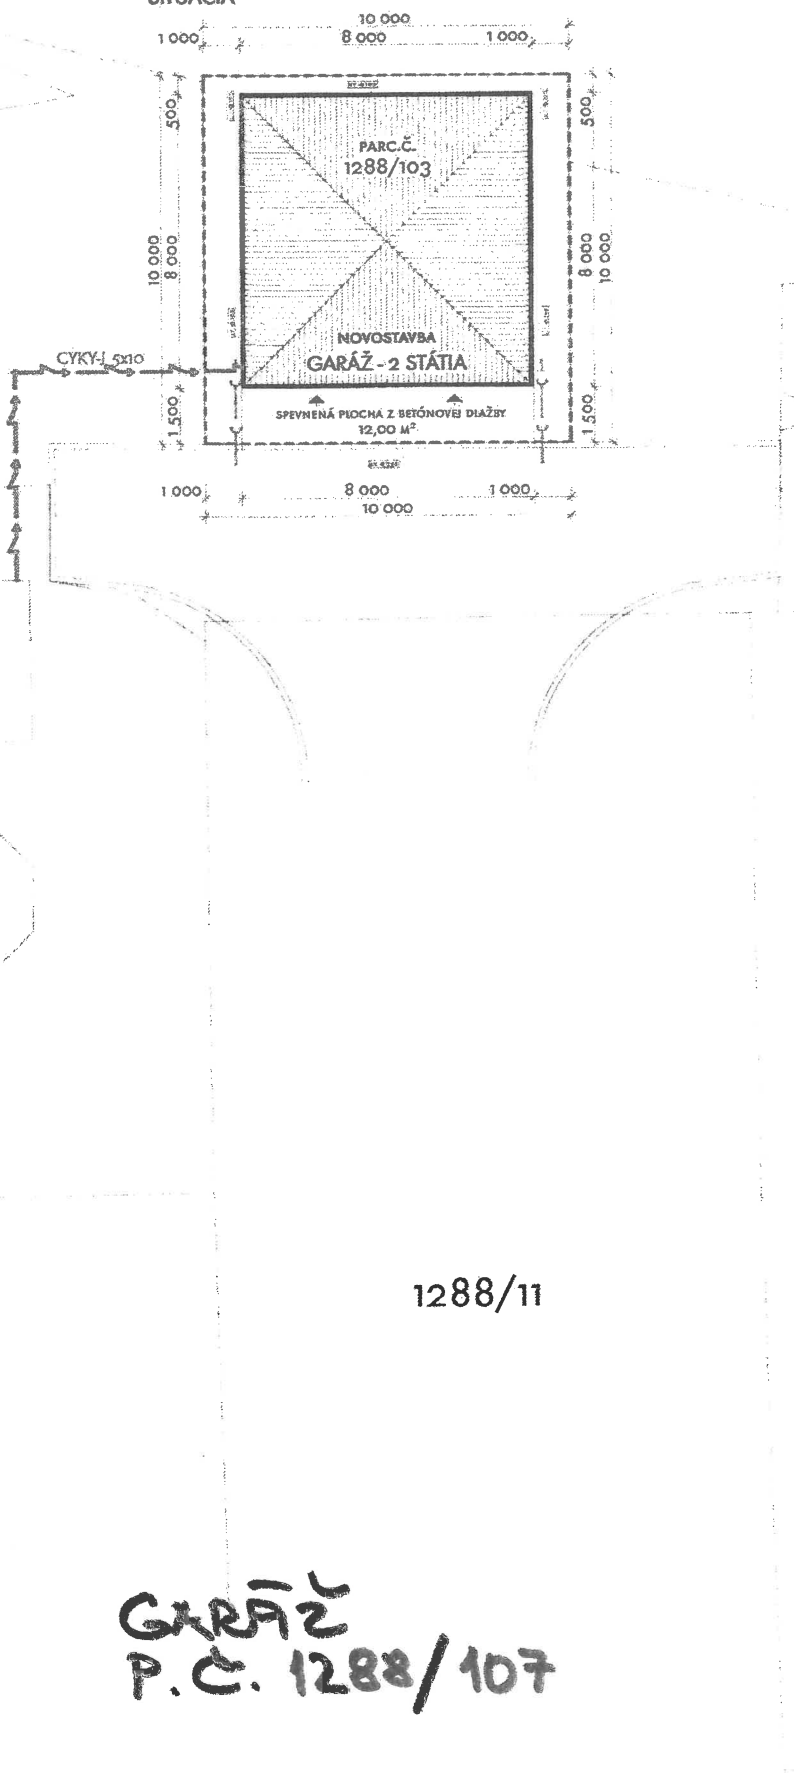 SITUÁCIA
10 000
1 000 8 000 1 000
500 500
PARC.Č.
1288/103
10 000 8 000 8 000 10 000
NOVOSTAVBA
CYKY-J 5x10 GARÁŽ - 2 STÁTIA
1 500 1 500
SPEVNENÁ PLOCHA Z BETÓNOVEJ DLAŽBY
12,00 M²
1 000 8 000 1 000
10 000
1288/11
GARÁŽ
P.Č. 1288/107